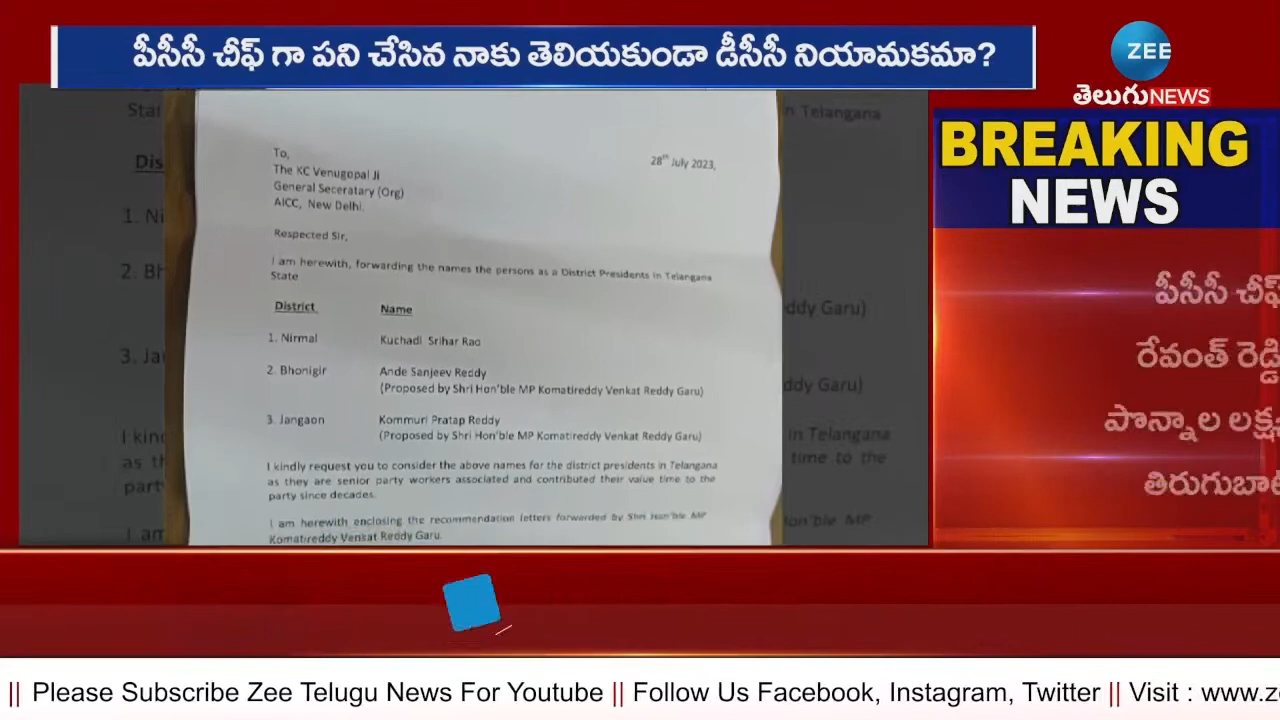 పీసీసీ చీఫ్ గా పని చేసిన నాకు తెలియకుండా డీసీసీ నియామకమా?
ZEE
తెలుగు NEWS
BREAKING
NEWS
పీసీసీ చీఫ్
రేవంత్ రెడ్డి
పొన్నాల
To,
28th July 2023,
The KC Venugopal Ji
General Seceratary (Org)
AICC, New Delhi.
Respected Sir,
I am herewith, forwarding the names the persons as a District Presidents in Telangana
State
District Name
1. Nirmal Kuchadi Srihar Rao
2. Bhonigir Ande Sanjeev Reddy
(Proposed by Shri Hon'ble MP Komatireddy Venkat Reddy Garu)
3. Jangaon Kommuri Pratap Reddy
(Proposed by Shri Hon'ble MP Komatireddy Venkat Reddy Garu)
I kindly request you to consider the above names for the district presidents in Telangana
as they are senior party workers associated and contributed their value time to the
party since decades.
I am herewith enclosing the recommendation letters forwarded by Shri Hon'ble MP
Komatireddy Venkat Reddy Garu.
|| Please Subscribe Zee Telugu News For Youtube || Follow Us Facebook, Instagram, Twitter || Visit : www.ze